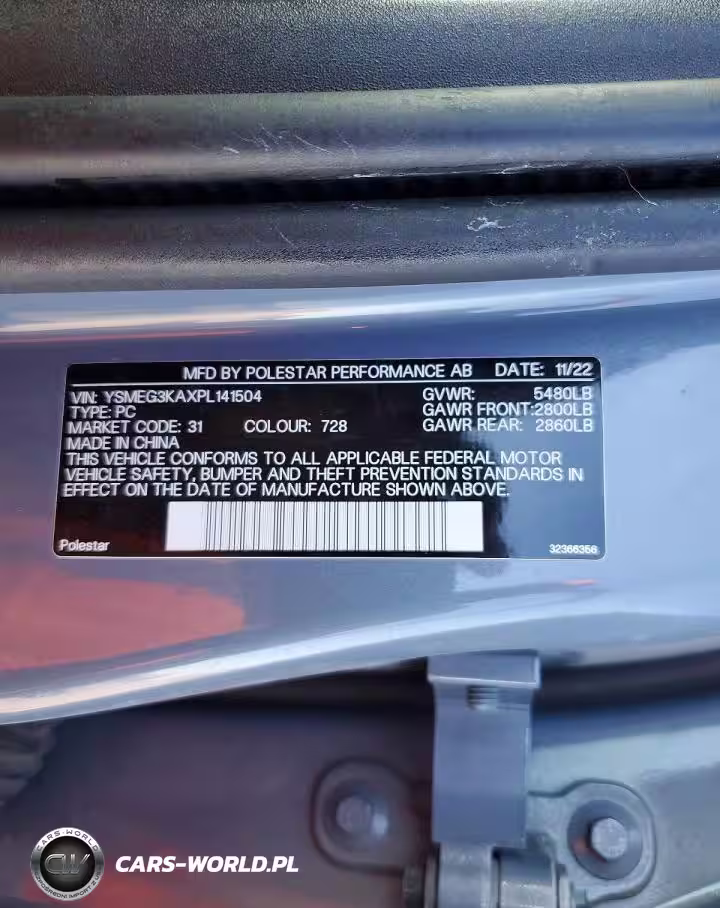 MFD BY POLESTAR PERFORMANCE AB DATE: 11/22
VIN: YSMEG3KAXPL141504 GVWR: 5480LB
TYPE: PC GAWR FRONT:2800LB
MARKET CODE: 31 COLOUR: 728 GAWR REAR: 2860LB
MADE IN CHINA
THIS VEHICLE CONFORMS TO ALL APPLICABLE FEDERAL MOTOR
VEHICLE SAFETY, BUMPER AND THEFT PREVENTION STANDARDS IN
EFFECT ON THE DATE OF MANUFACTURE SHOWN ABOVE.
Polestar 32366356
CARS-WORLD
CW
CARS-WORLD.PL